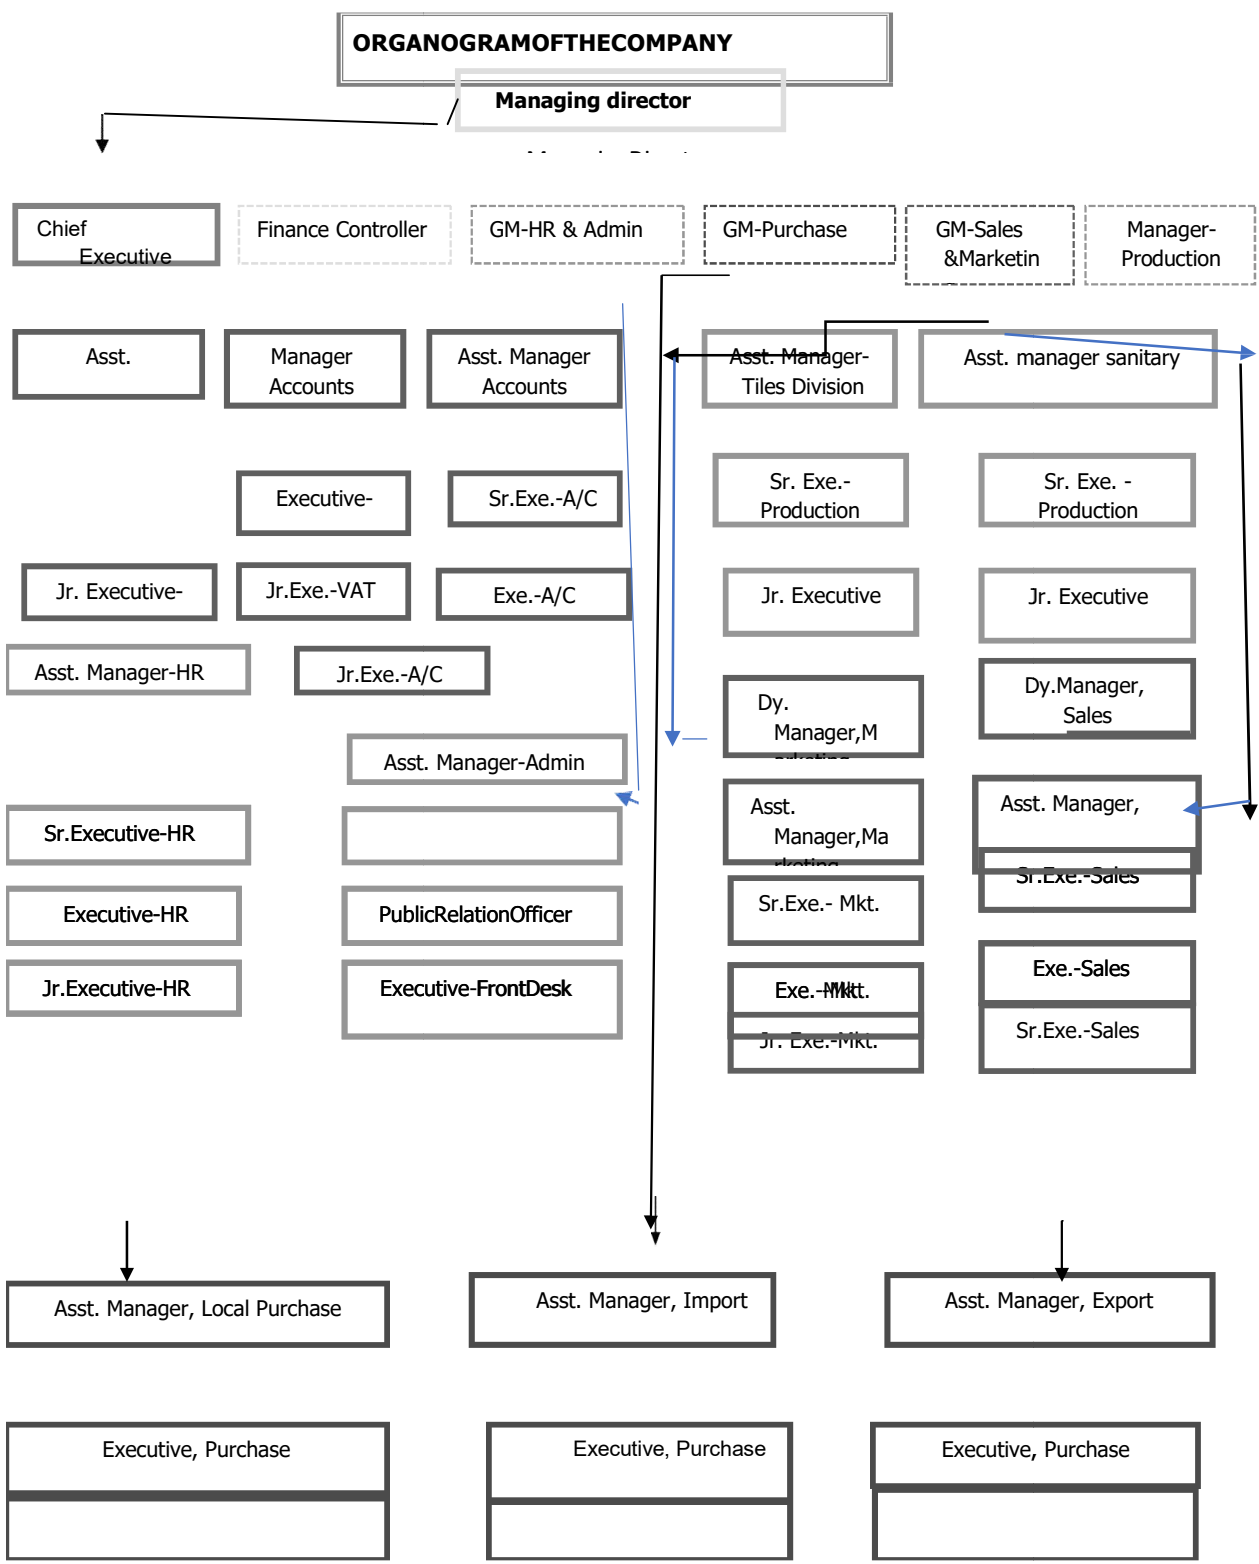 ORGANOGRAMOFTHECOMPANY
Managing director
Chief
Executive
Finance Controller
GM-HR & Admin
GM-Purchase
GM-Sales
&Marketin
Manager-
Production
Asst.
Manager
Accounts
Asst. Manager
Accounts
Asst. Manager-
Tiles Division
Asst. manager sanitary
Executive-
Sr.Exe.-A/C
Sr. Exe.-
Production
Sr. Exe. -
Production
Jr. Executive-
Jr.Exe.-VAT
Exe.-A/C
Jr. Executive
Jr. Executive
Asst. Manager-HR
Jr.Exe.-A/C
Dy.
Manager,M
arketing
Dy.Manager,
Sales
Asst. Manager-Admin
Sr.Executive-HR
Asst.
Manager,Ma
rketing
Asst. Manager,
Sr.Exe.-Sales
Executive-HR
PublicRelationOfficer
Sr.Exe.- Mkt.
Jr.Executive-HR
Executive-FrontDesk
Exe.-Mkt.
Jr. Exe.-Mkt.
Exe.-Sales
Sr.Exe.-Sales
Asst. Manager, Local Purchase
Asst. Manager, Import
Asst. Manager, Export
Executive, Purchase
Executive, Purchase
Executive, Purchase